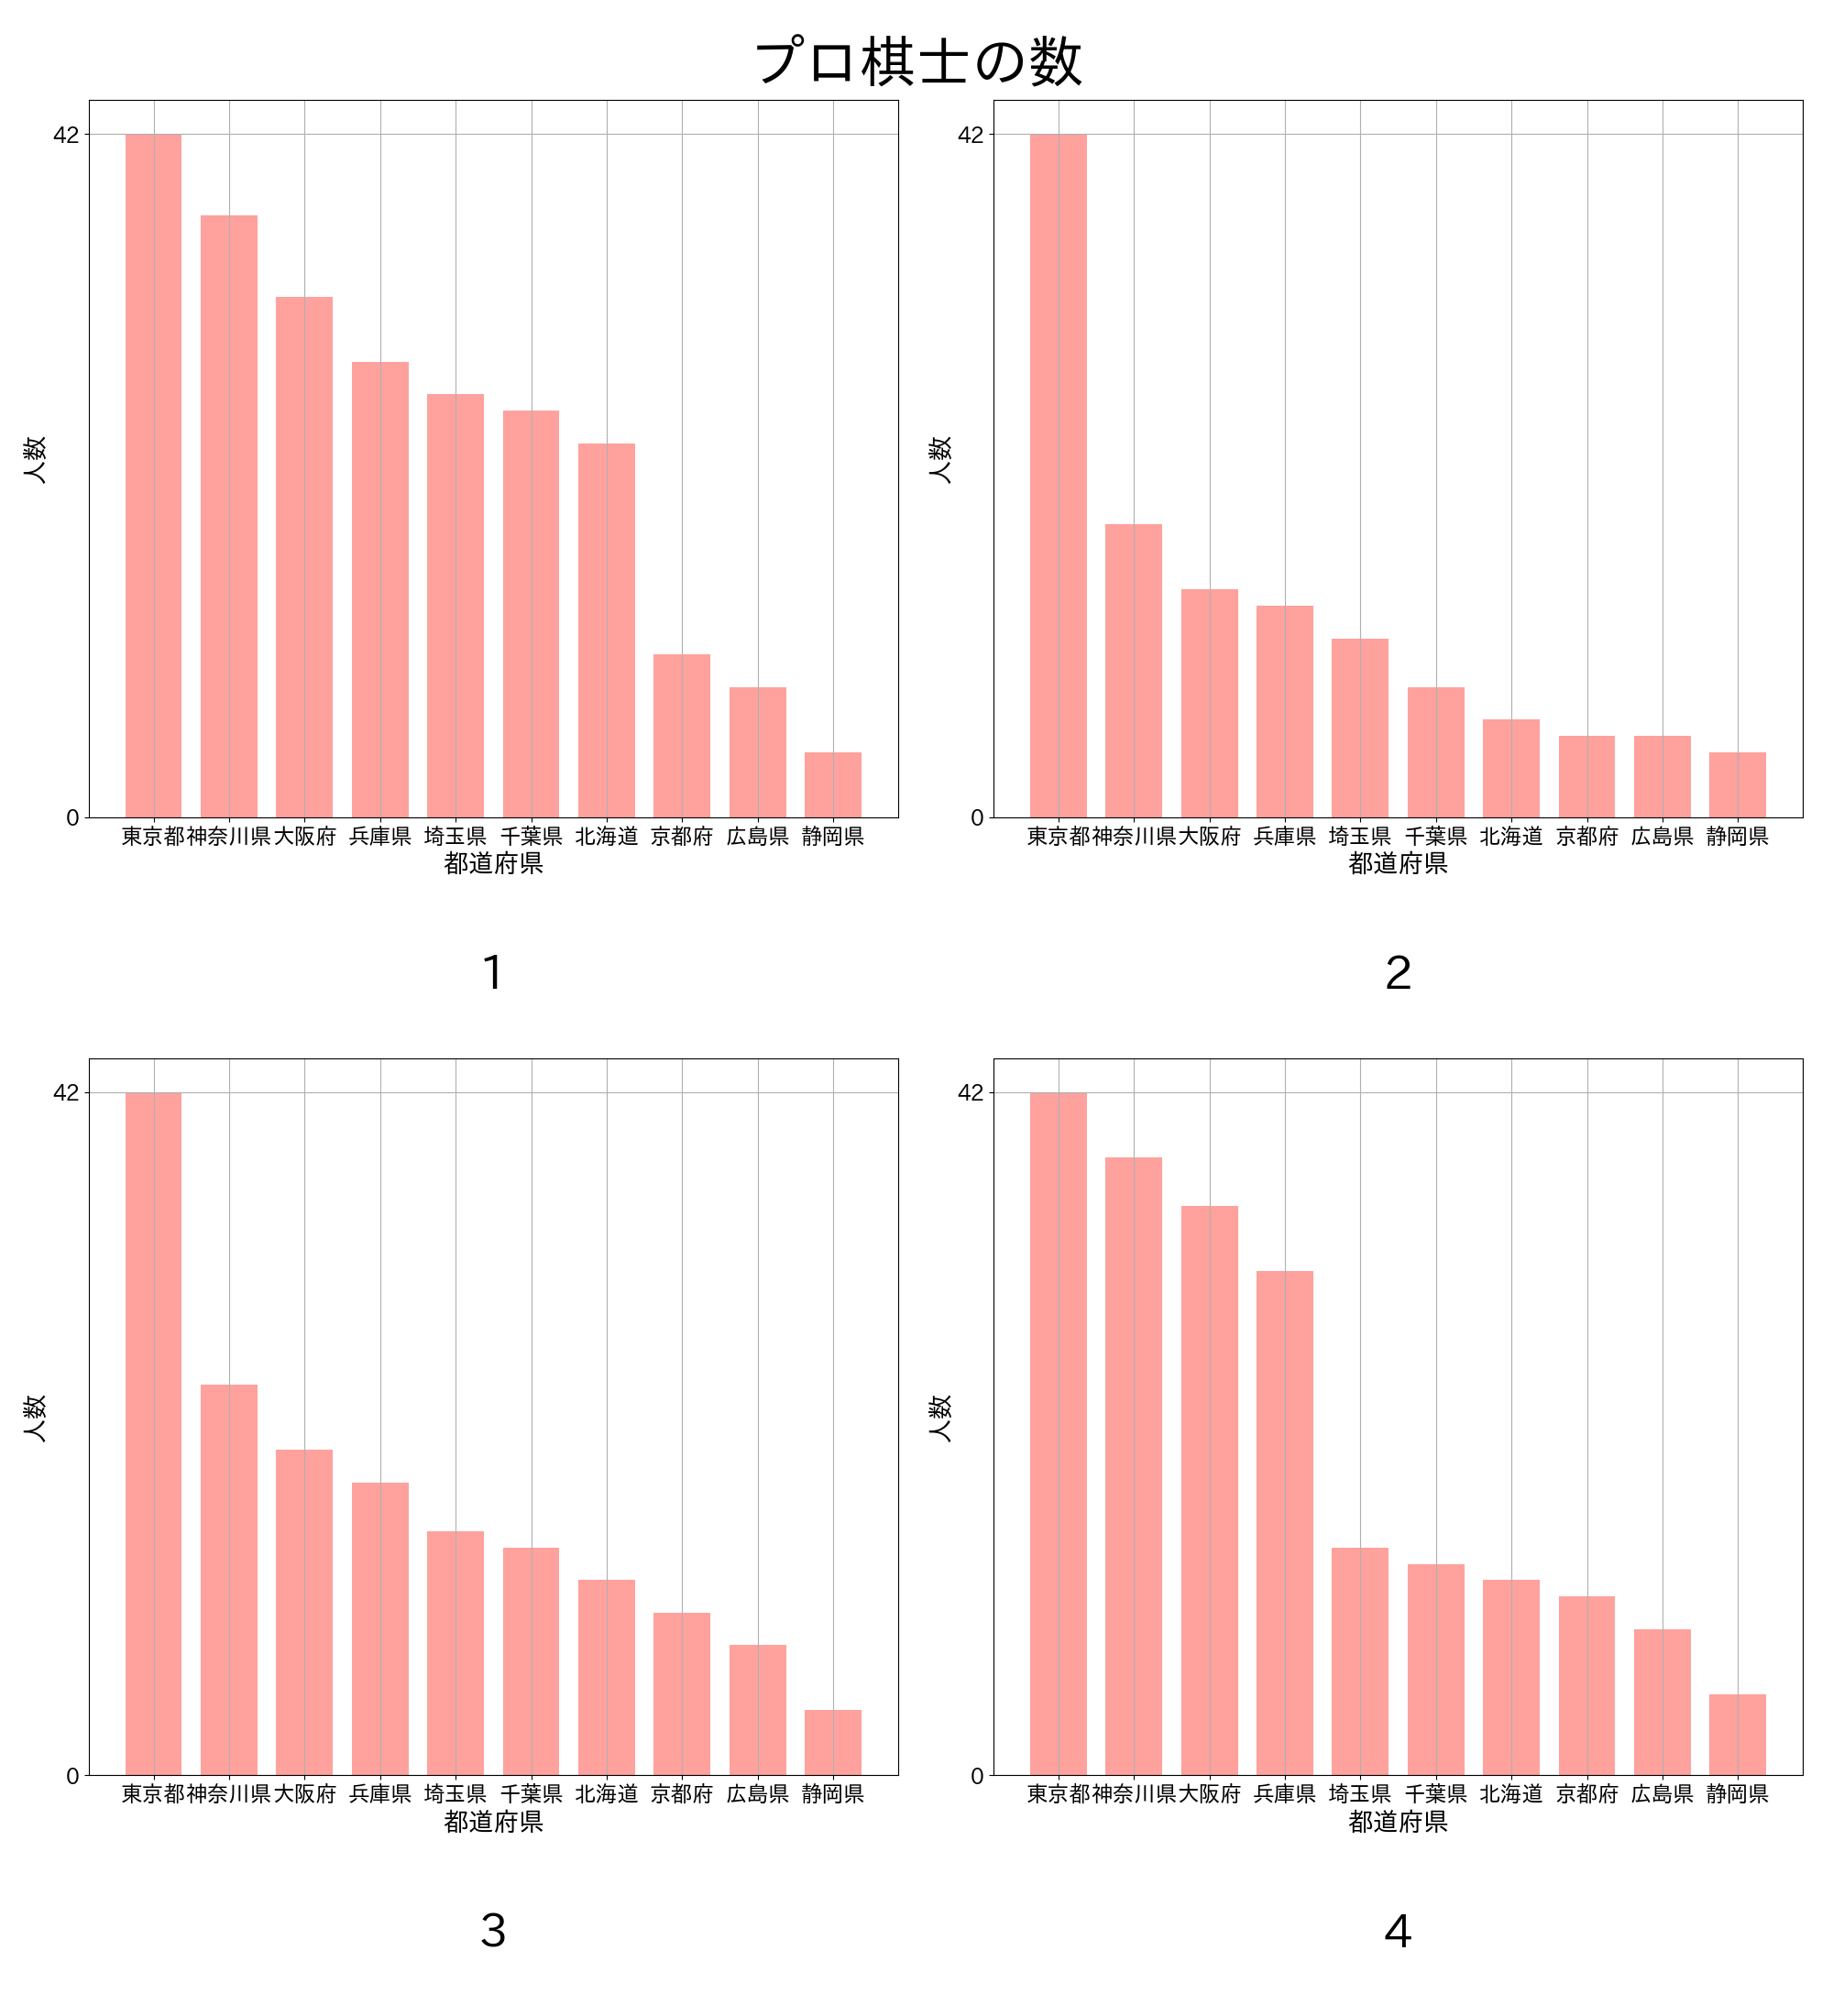 プロ棋士の数
42
0
人数
東京都 神奈川県 大阪府 兵庫県 埼玉県 千葉県 北海道 京都府 広島県 静岡県
都道府県
1
42
0
人数
東京都 神奈川県 大阪府 兵庫県 埼玉県 千葉県 北海道 京都府 広島県 静岡県
都道府県
2
42
0
人数
東京都 神奈川県 大阪府 兵庫県 埼玉県 千葉県 北海道 京都府 広島県 静岡県
都道府県
3
42
0
人数
東京都 神奈川県 大阪府 兵庫県 埼玉県 千葉県 北海道 京都府 広島県 静岡県
都道府県
4